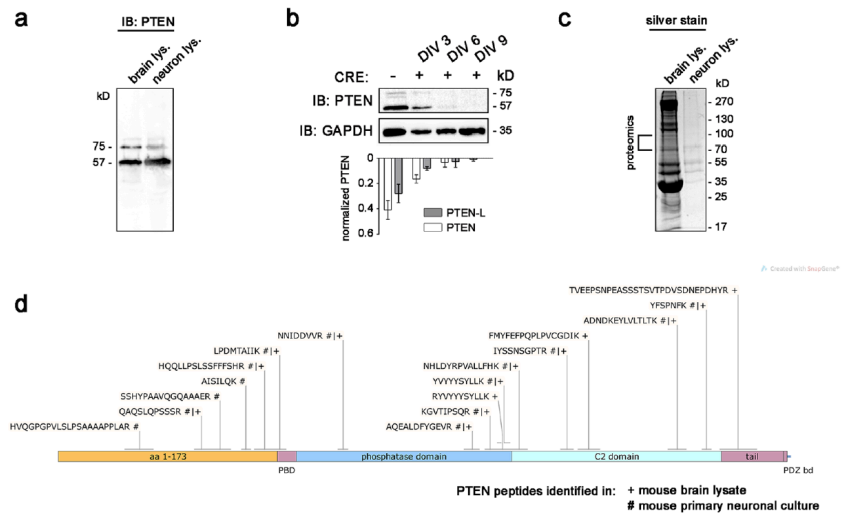 a
IB: PTEN
brain lys.
neuron lys.
kD
75 -
57 -
b
DIV 3
DIV 6
DIV 9
CRE: - + + + kD
IB: PTEN
- 75
- 57
IB: GAPDH
- 35
normalized PTEN
0
0.2
0.4
0.6
PTEN-L
PTEN
c
silver stain
brain lys.
neuron lys.
kD
- 270
- 130
- 100
- 70
- 55
- 35
- 25
- 17
proteomics
Created with SnapGene®
d
TVEEPSNPEASSSTSVTPDVSDNEPDHYR +
YFSPNFK #|+
ADNDKEYLVLTLTK #|+
NNIDDVVR #|+
FMYFEFPQPLPVCGDIK +
LPDMTAIIK #|+
IYSSNSGPTR #|+
HQQLLPSLSSFFFSHR #|+
NHLDYRPVALLFHK #|+
AISILQK #
YVYYYSYLLK #|+
SSHYPAAVQGQAAAER #
RYVYYYSYLLK +
QAQSLQPSSSR #|+
KGVTIPSQR #|+
HVQGPGPVLSLPSAAAAPPLAR #
AQEALDFYGEVR #|+
aa 1-173
phosphatase domain
C2 domain
tail
PBD
PDZ bd
PTEN peptides identified in: + mouse brain lysate
# mouse primary neuronal culture